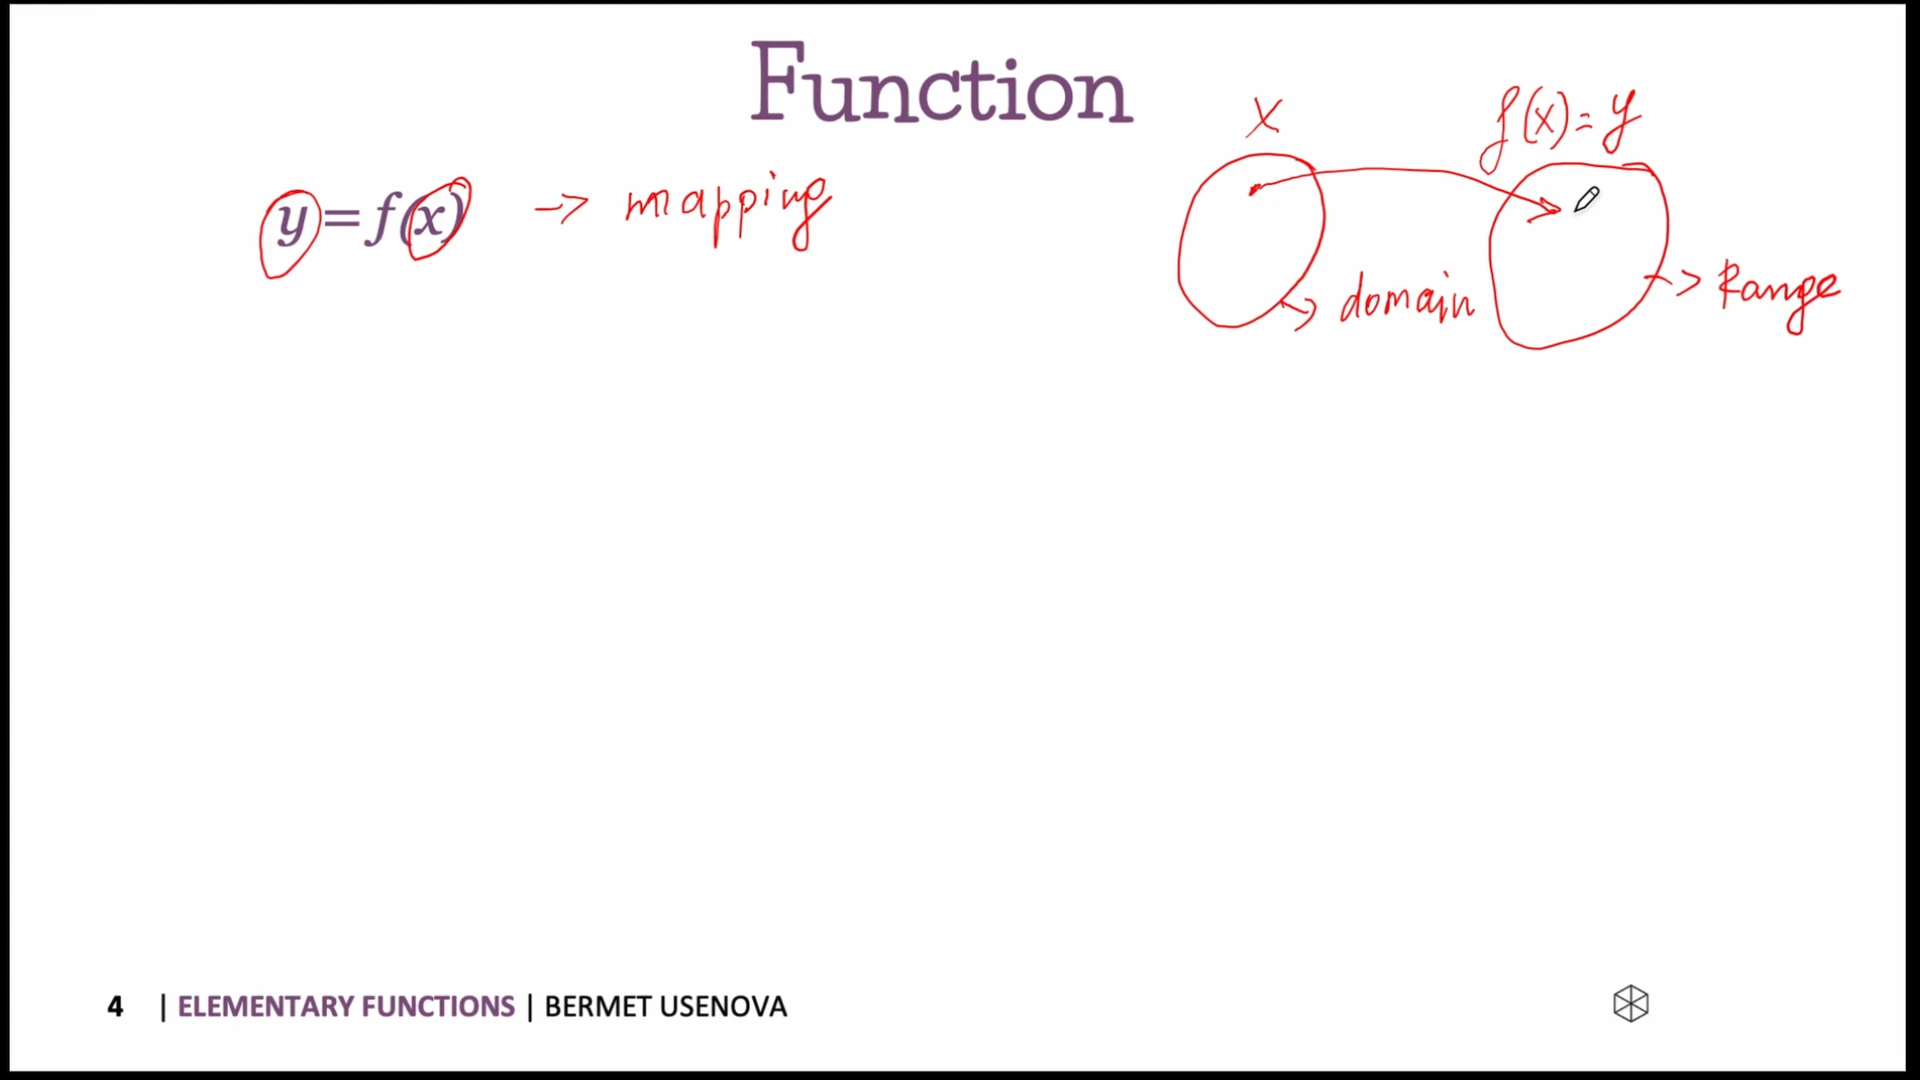 Function
y = f(x) -> mapping
x
f(x) = y
-> domain
-> Range
4 | ELEMENTARY FUNCTIONS | BERMET USENOVA